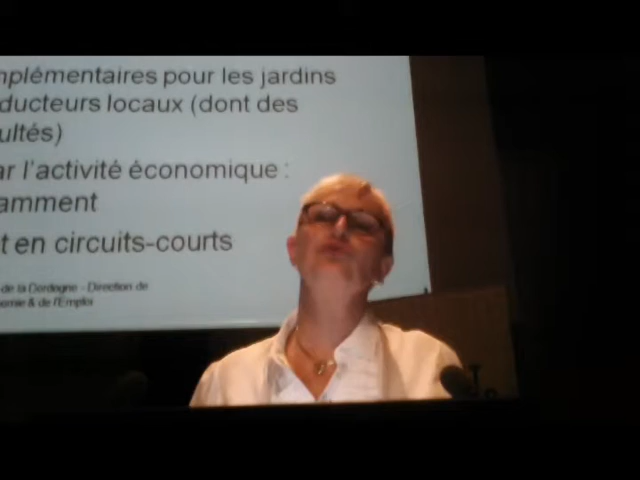 mplémentaires pour les jardins
ducteurs locaux (dont des
ultés)
ar l'activité économique :
amment
t en circuits-courts
de la Dordogne - Direction de
omie & de l'Emploi